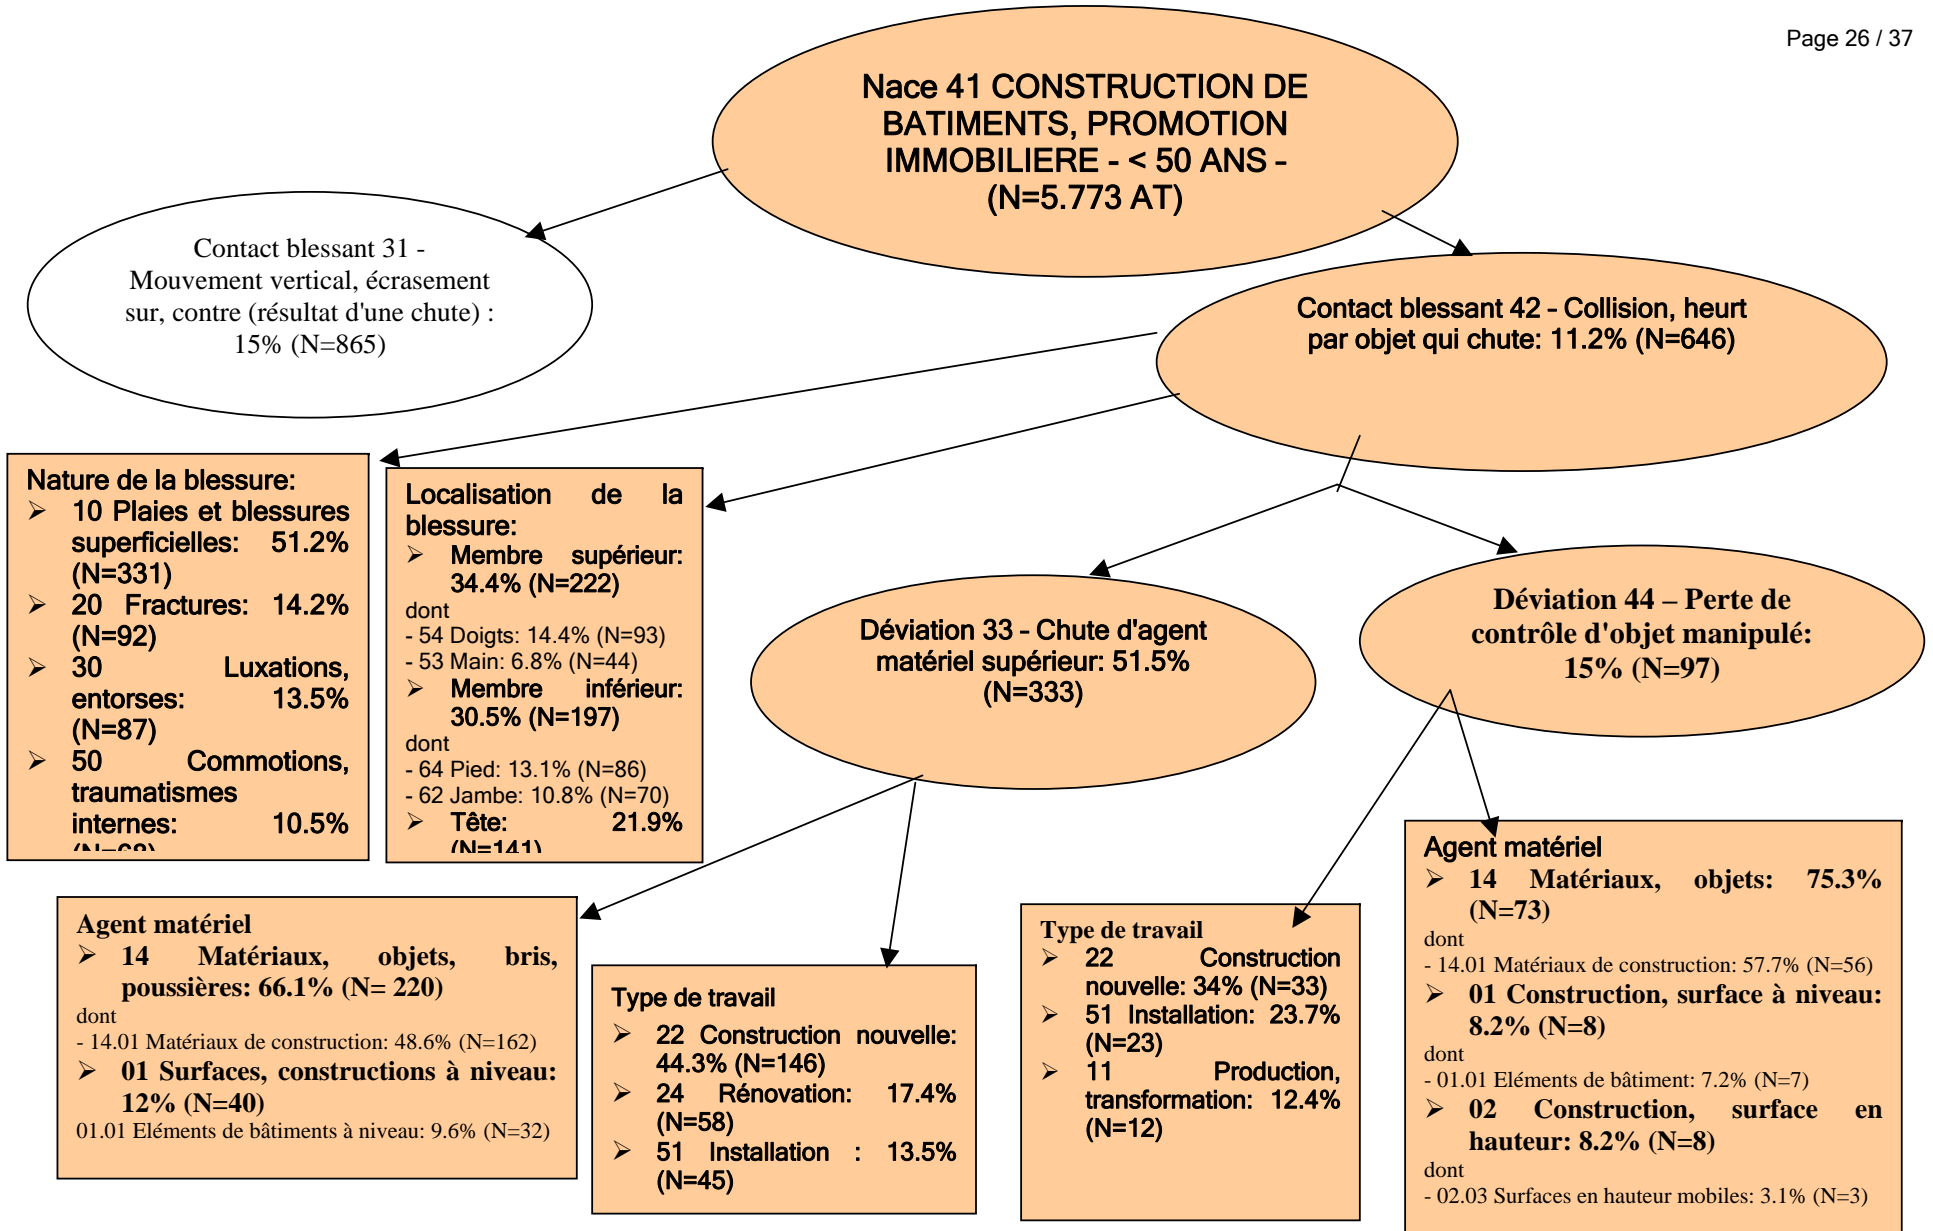 Page 26 / 37
Nace 41 CONSTRUCTION DE
BATIMENTS, PROMOTION
IMMOBILIERE - < 50 ANS -
(N=5.773 AT)
Contact blessant 31 -
Mouvement vertical, écrasement
sur, contre (résultat d'une chute) :
15% (N=865)
Contact blessant 42 - Collision, heurt
par objet qui chute: 11.2% (N=646)
Nature de la blessure:
➢ 10 Plaies et blessures
superficielles: 51.2%
(N=331)
➢ 20 Fractures: 14.2%
(N=92)
➢ 30 Luxations,
entorses: 13.5%
(N=87)
➢ 50 Commotions,
traumatismes
internes: 10.5%
(N=68)
Localisation de la
blessure:
➢ Membre supérieur:
34.4% (N=222)
dont
- 54 Doigts: 14.4% (N=93)
- 53 Main: 6.8% (N=44)
➢ Membre inférieur:
30.5% (N=197)
dont
- 64 Pied: 13.1% (N=86)
- 62 Jambe: 10.8% (N=70)
➢ Tête: 21.9%
(N=141)
Déviation 33 - Chute d'agent
matériel supérieur: 51.5%
(N=333)
Déviation 44 – Perte de
contrôle d'objet manipulé:
15% (N=97)
Agent matériel
➢ 14 Matériaux, objets, bris,
poussières: 66.1% (N= 220)
dont
- 14.01 Matériaux de construction: 48.6% (N=162)
➢ 01 Surfaces, constructions à niveau:
12% (N=40)
01.01 Eléments de bâtiments à niveau: 9.6% (N=32)
Type de travail
➢ 22 Construction nouvelle:
44.3% (N=146)
➢ 24 Rénovation: 17.4%
(N=58)
➢ 51 Installation : 13.5%
(N=45)
Type de travail
➢ 22 Construction
nouvelle: 34% (N=33)
➢ 51 Installation: 23.7%
(N=23)
➢ 11 Production,
transformation: 12.4%
(N=12)
Agent matériel
➢ 14 Matériaux, objets: 75.3%
(N=73)
dont
- 14.01 Matériaux de construction: 57.7% (N=56)
➢ 01 Construction, surface à niveau:
8.2% (N=8)
dont
- 01.01 Eléments de bâtiment: 7.2% (N=7)
➢ 02 Construction, surface en
hauteur: 8.2% (N=8)
dont
- 02.03 Surfaces en hauteur mobiles: 3.1% (N=3)